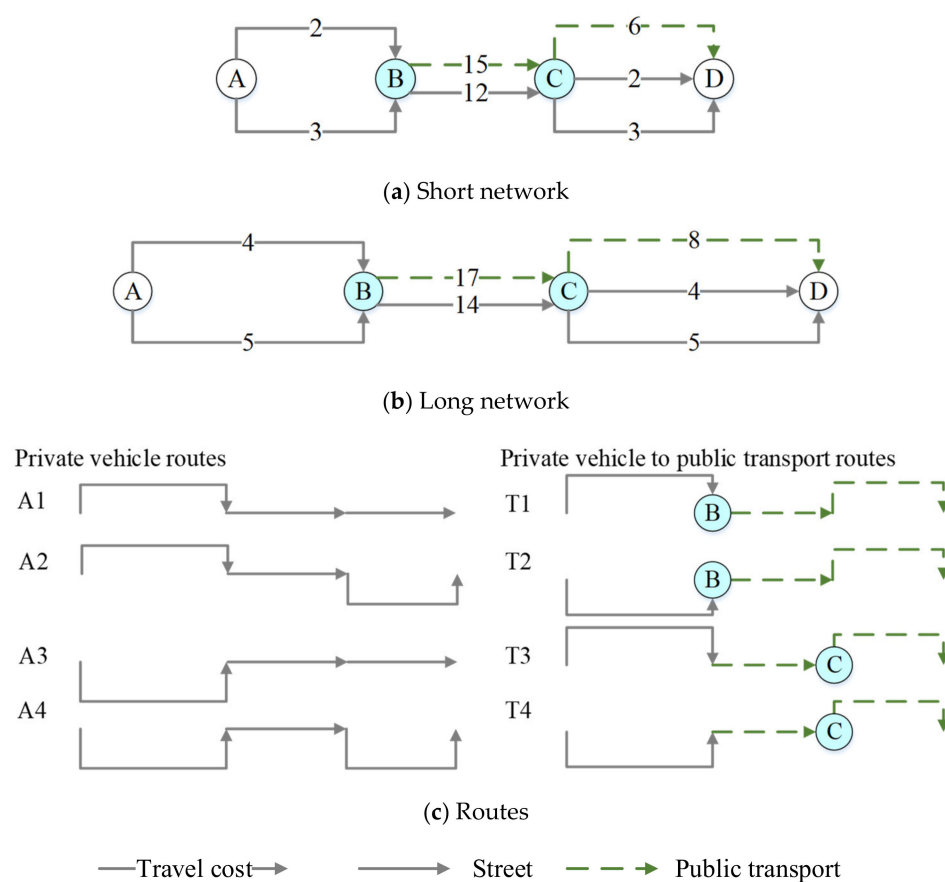 2
6
A
B
15
C
2
D
12
3
3
(a) Short network
4
8
A
B
17
C
4
D
14
5
5
(b) Long network
Private vehicle routes
Private vehicle to public transport routes
A1
T1
B
A2
T2
B
A3
T3
C
A4
T4
C
(c) Routes
Travel cost
Street
Public transport